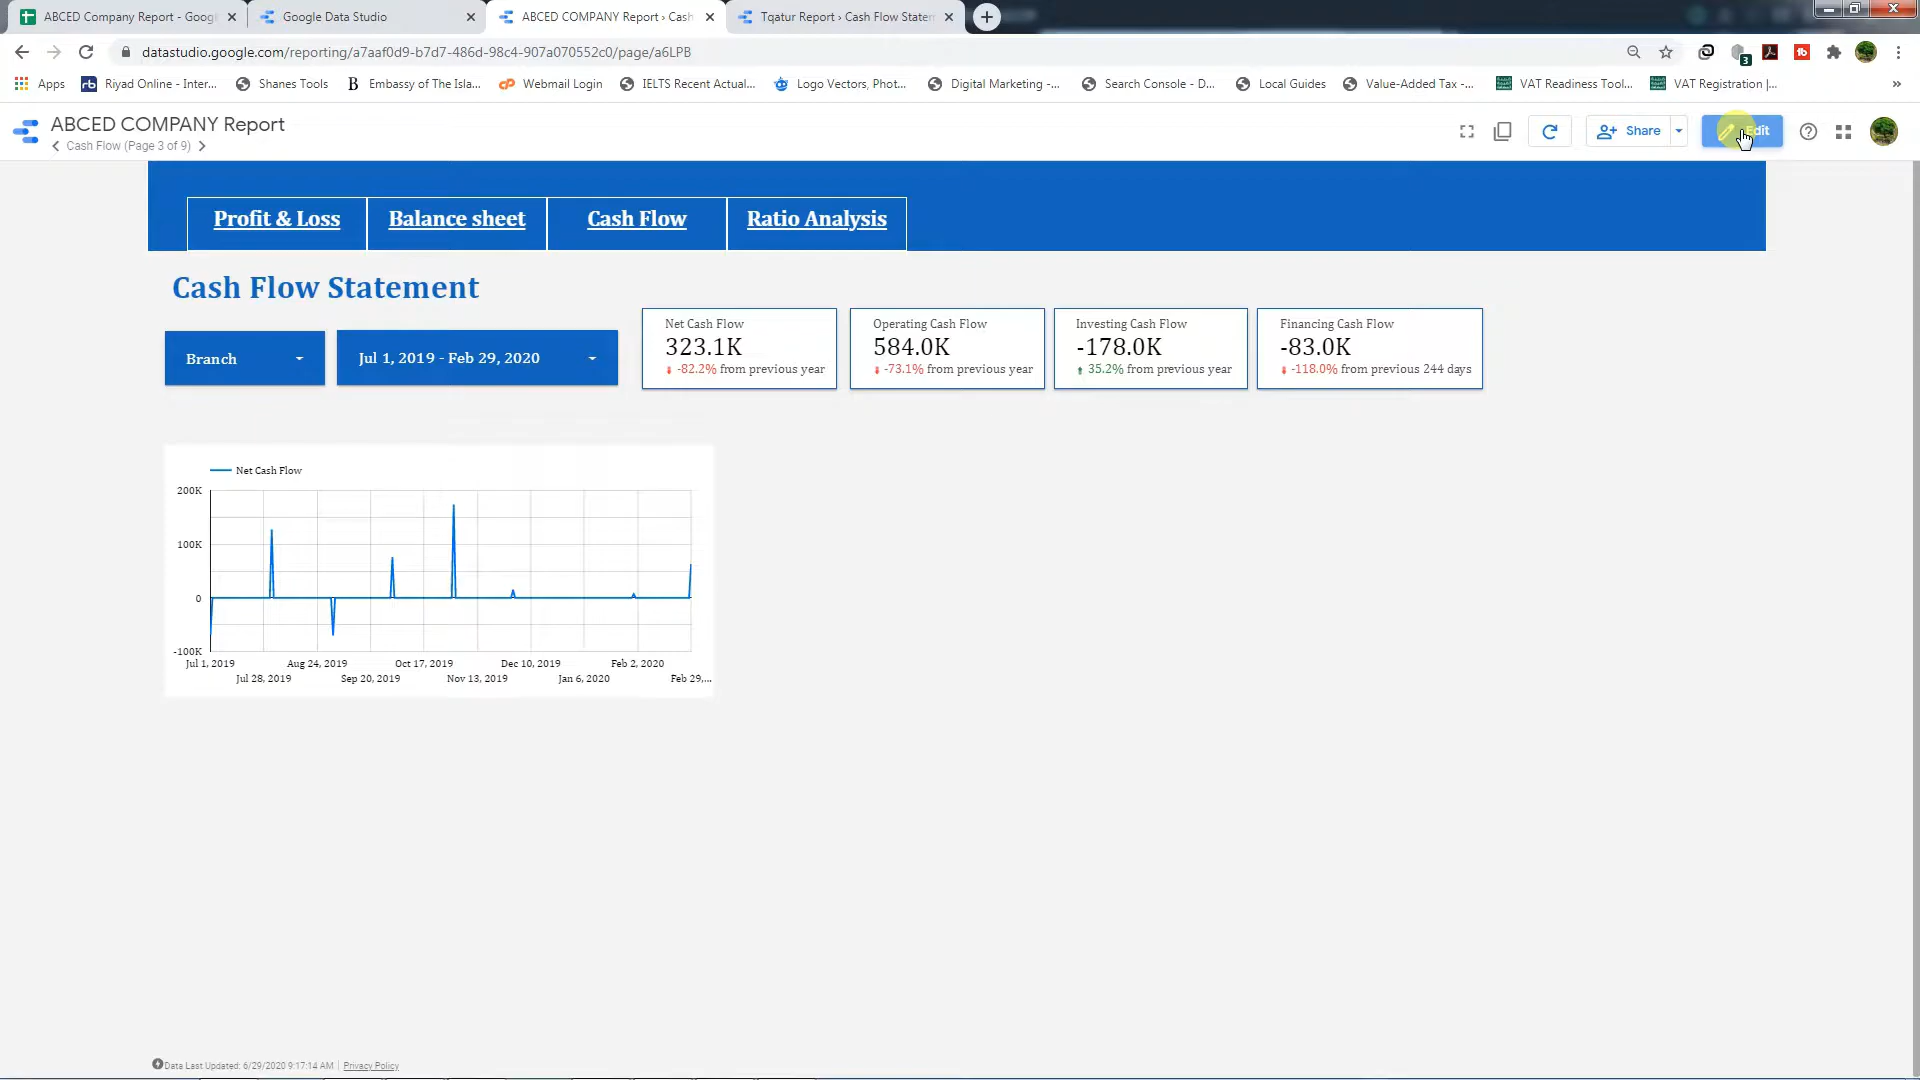 ABCED Company Report - Goog
Google Data Studio
ABCED COMPANY Report › Cash
Tqatur Report › Cash Flow Statem
datastudio.google.com/reporting/a7aaf0d9-b7d7-486d-98c4-907a070552c0/page/a6LPB
3
Apps
Riyad Online - Inter...
Shanes Tools
B Embassy of The Isla...
Webmail Login
IELTS Recent Actual...
Logo Vectors, Phot...
Digital Marketing -...
Search Console - D...
Local Guides
Value-Added Tax -...
VAT Readiness Tool...
VAT Registration |...
»
ABCED COMPANY Report
Cash Flow (Page 3 of 9)
Share
Edit
Profit & Loss
Balance sheet
Cash Flow
Ratio Analysis
Cash Flow Statement
Branch
Jul 1, 2019 - Feb 29, 2020
Net Cash Flow
323.1K
-82.2% from previous year
Operating Cash Flow
584.0K
-73.1% from previous year
Investing Cash Flow
-178.0K
35.2% from previous year
Financing Cash Flow
-83.0K
-118.0% from previous 244 days
Net Cash Flow
200K
100K
0
-100K
Jul 1, 2019
Aug 24, 2019
Oct 17, 2019
Dec 10, 2019
Feb 2, 2020
Jul 28, 2019
Sep 20, 2019
Nov 13, 2019
Jan 6, 2020
Feb 29,...
Data Last Updated: 6/29/2020 9:17:14 AM | Privacy Policy